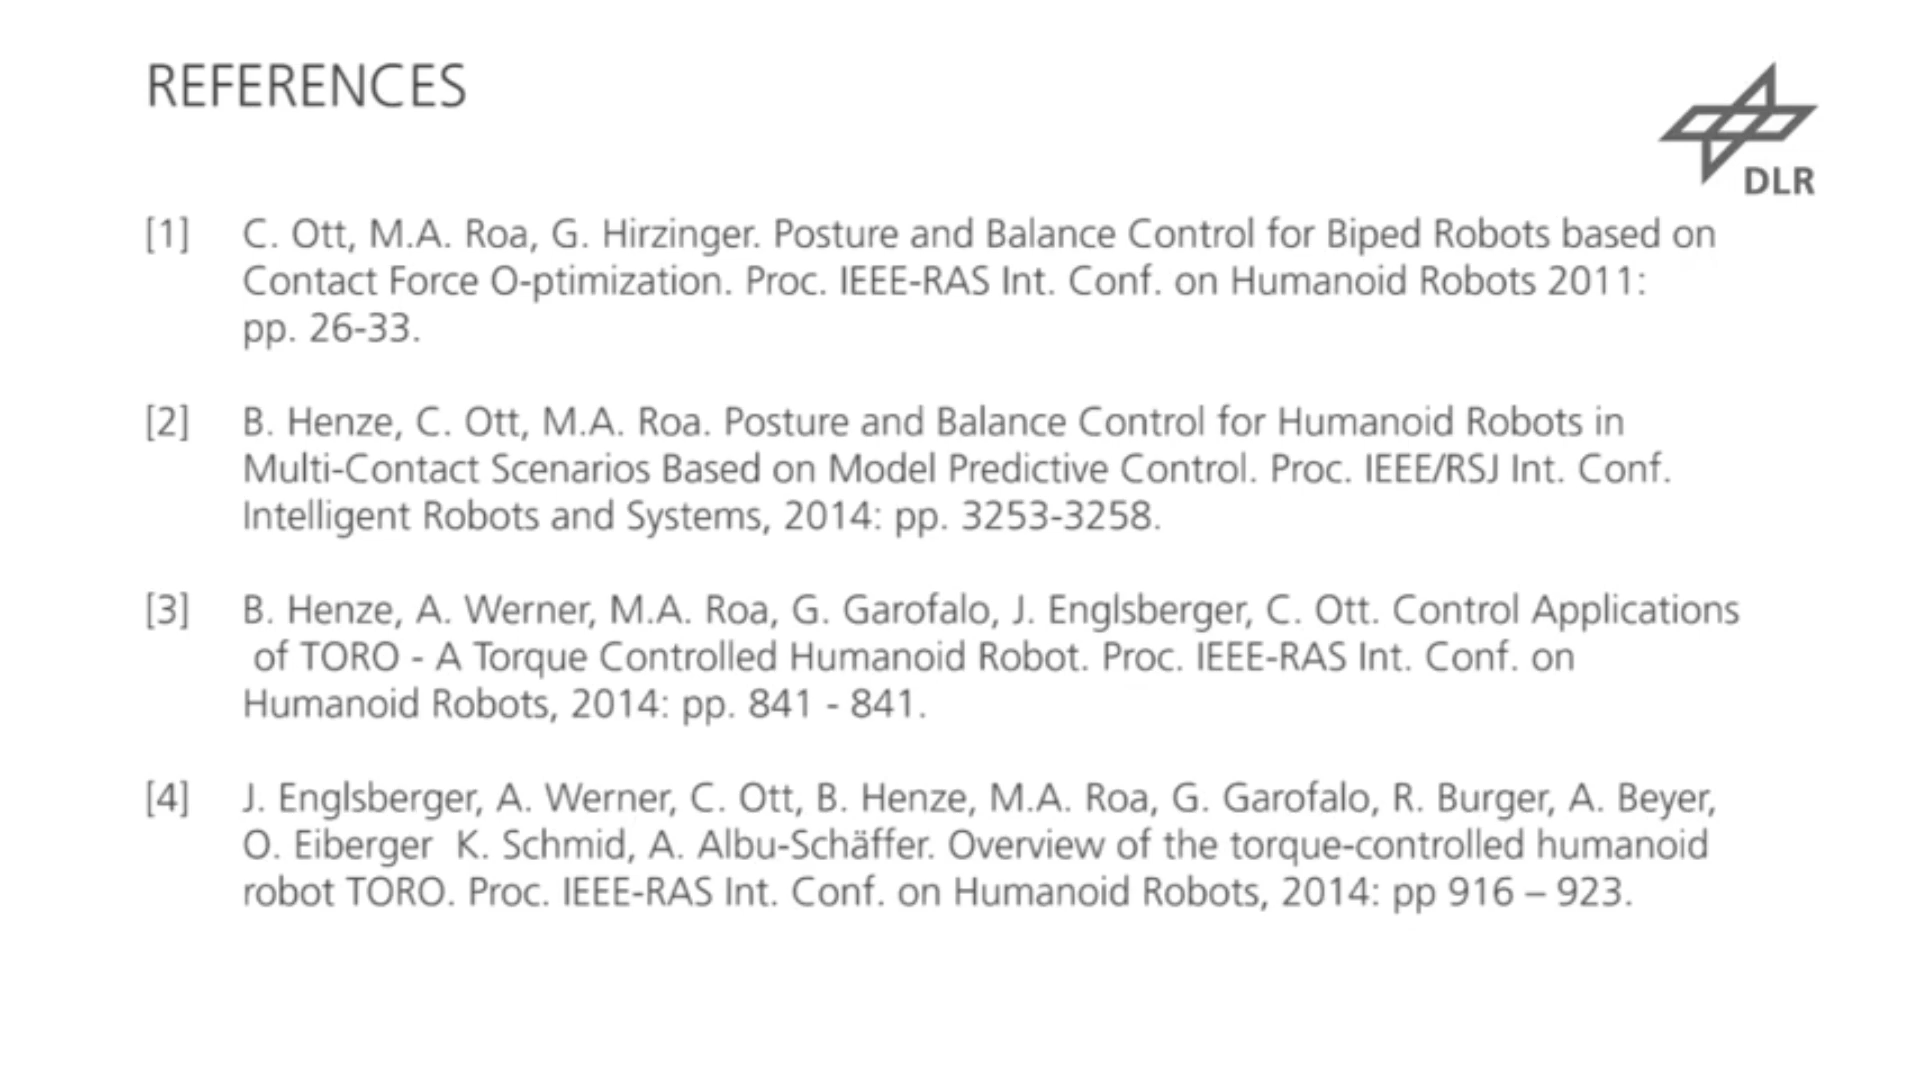 REFERENCES
DLR
[1] C. Ott, M.A. Roa, G. Hirzinger. Posture and Balance Control for Biped Robots based on
Contact Force O-ptimization. Proc. IEEE-RAS Int. Conf. on Humanoid Robots 2011:
pp. 26-33.
[2] B. Henze, C. Ott, M.A. Roa. Posture and Balance Control for Humanoid Robots in
Multi-Contact Scenarios Based on Model Predictive Control. Proc. IEEE/RSJ Int. Conf.
Intelligent Robots and Systems, 2014: pp. 3253-3258.
[3] B. Henze, A. Werner, M.A. Roa, G. Garofalo, J. Englsberger, C. Ott. Control Applications
of TORO - A Torque Controlled Humanoid Robot. Proc. IEEE-RAS Int. Conf. on
Humanoid Robots, 2014: pp. 841 - 841.
[4] J. Englsberger, A. Werner, C. Ott, B. Henze, M.A. Roa, G. Garofalo, R. Burger, A. Beyer,
O. Eiberger K. Schmid, A. Albu-Schäffer. Overview of the torque-controlled humanoid
robot TORO. Proc. IEEE-RAS Int. Conf. on Humanoid Robots, 2014: pp 916 – 923.